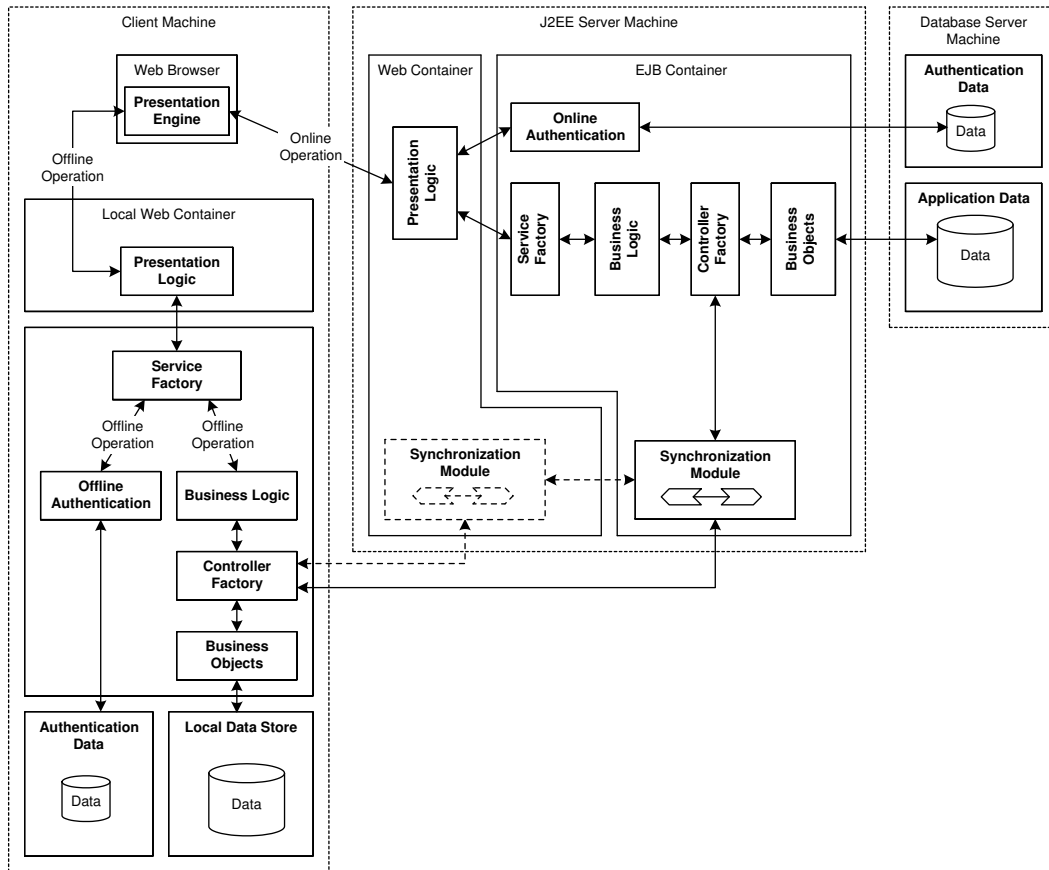 Client Machine
Web Browser
Presentation
Engine
Offline
Operation
Online
Operation
Local Web Container
Presentation
Logic
Service
Factory
Offline
Operation
Offline
Operation
Offline
Authentication
Business Logic
Controller
Factory
Business
Objects
Authentication
Data
Data
Local Data Store
Data
J2EE Server Machine
Web Container
Presentation
Logic
EJB Container
Online
Authentication
Service
Factory
Business
Logic
Controller
Factory
Business
Objects
Synchronization
Module
Synchronization
Module
Database Server
Machine
Authentication
Data
Data
Application Data
Data